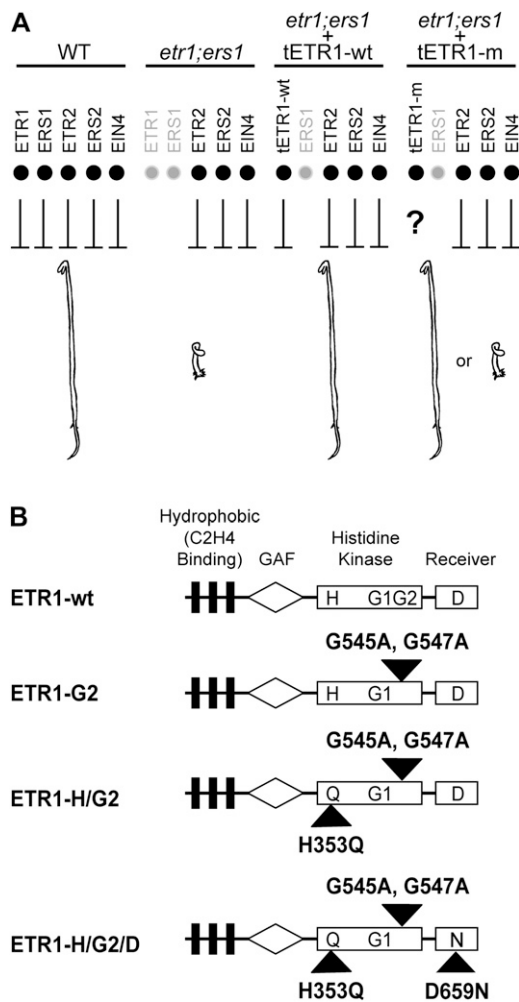 A
WT
etr1;ers1
etr1;ers1
+
tETR1-wt
etr1;ers1
+
tETR1-m
ETR1
ERS1
ETR2
ERS2
EIN4
ETR1
ERS1
ETR2
ERS2
EIN4
tETR1-wt
ERS1
ETR2
ERS2
EIN4
tETR1-m
ERS1
ETR2
ERS2
EIN4
?
or
B
Hydrophobic
(C2H4
Binding)
GAF
Histidine
Kinase
Receiver
ETR1-wt
H G1G2 D
G545A, G547A
ETR1-G2
H G1 D
G545A, G547A
ETR1-H/G2
Q G1 D
H353Q
G545A, G547A
ETR1-H/G2/D
Q G1 N
H353Q D659N